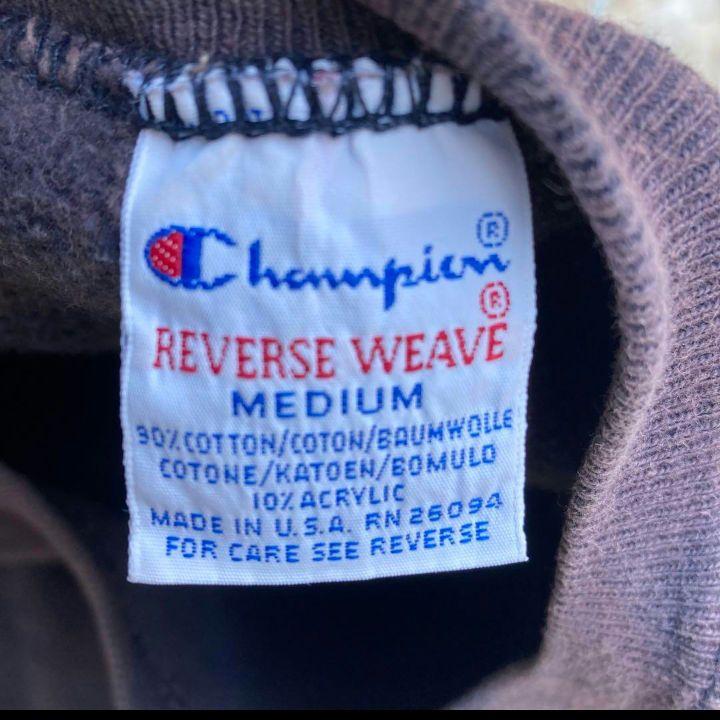 Champion ®
REVERSE WEAVE ®
MEDIUM
90% COTTON/COTON/BAUMWOLLE
COTONE/KATOEN/BOMULD
10% ACRYLIC
MADE IN U.S.A. RN 26094
FOR CARE SEE REVERSE